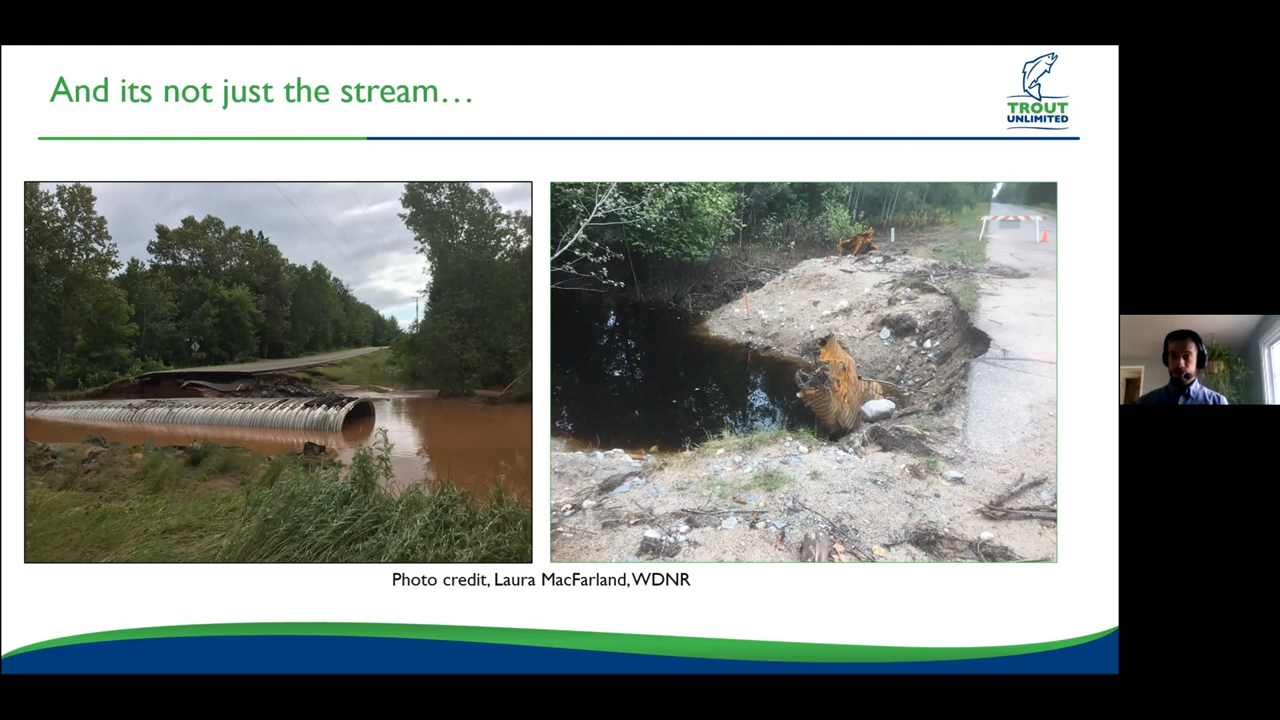 And its not just the stream…
TROUT
UNLIMITED
Photo credit, Laura MacFarland, WDNR